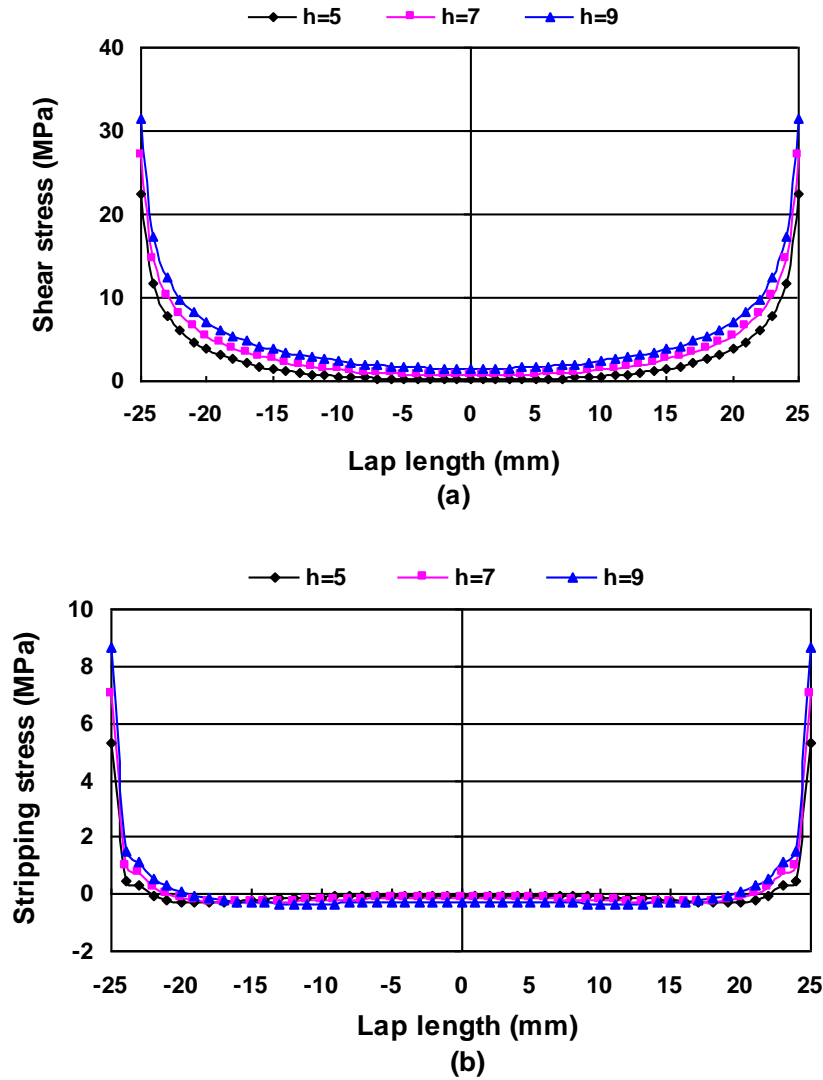 h=5 h=7 h=9
40
30
20
10
0
Shear stress (MPa)
-25 -20 -15 -10 -5 0 5 10 15 20 25
Lap length (mm)
(a)
h=5 h=7 h=9
10
8
6
4
2
0
-2
Stripping stress (MPa)
-25 -20 -15 -10 -5 0 5 10 15 20 25
Lap length (mm)
(b)